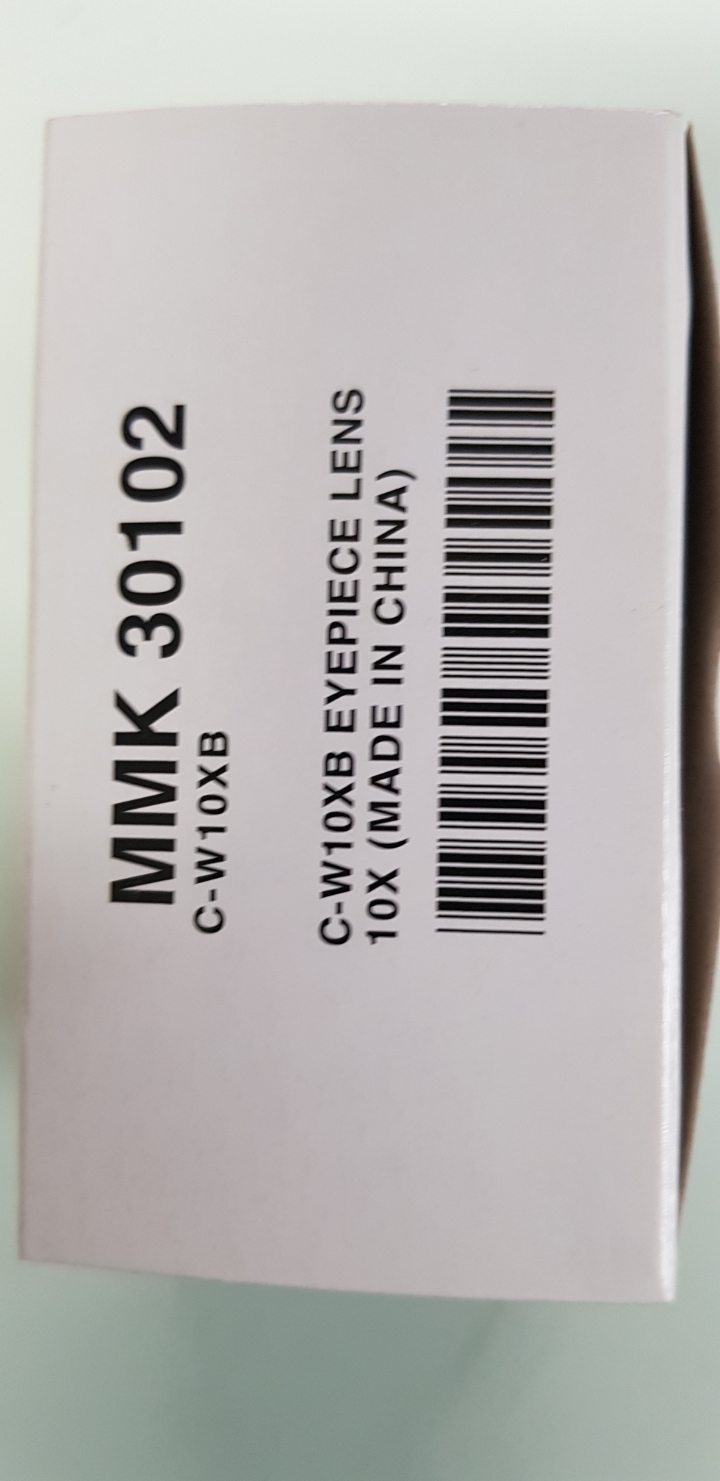 MMK 30102
C-W10XB
C-W10XB EYEPIECE LENS
10X (MADE IN CHINA)